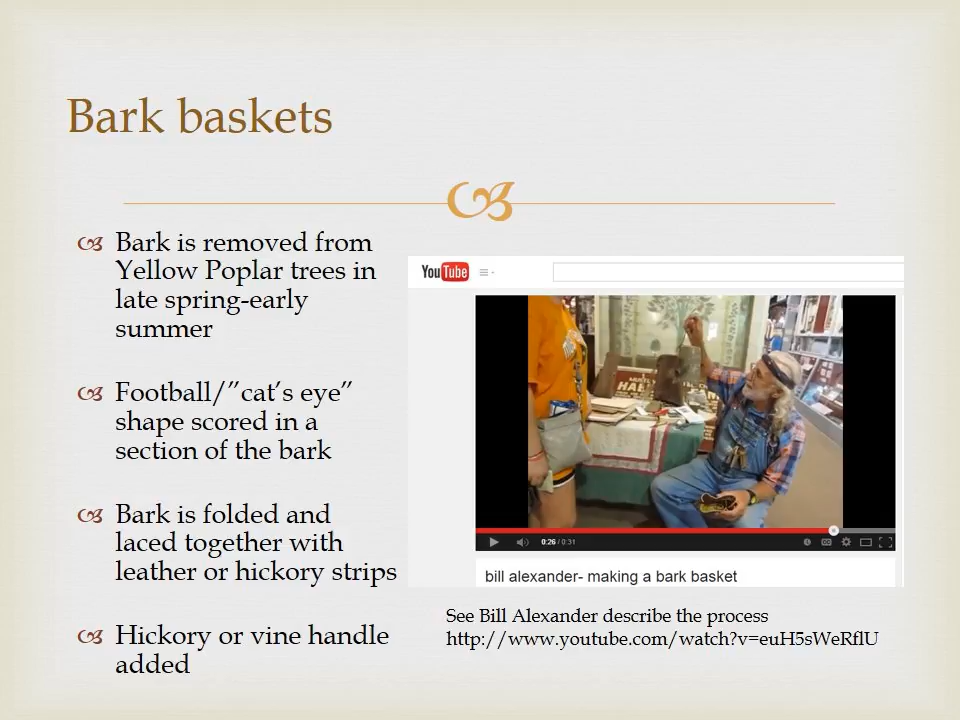 Bark baskets
Bark is removed from
Yellow Poplar trees in
late spring-early
summer
Football/”cat’s eye”
shape scored in a
section of the bark
Bark is folded and
laced together with
leather or hickory strips
Hickory or vine handle
added
YouTube
0:26 / 0:31
bill alexander- making a bark basket
See Bill Alexander describe the process
http://www.youtube.com/watch?v=euH5sWeRflU